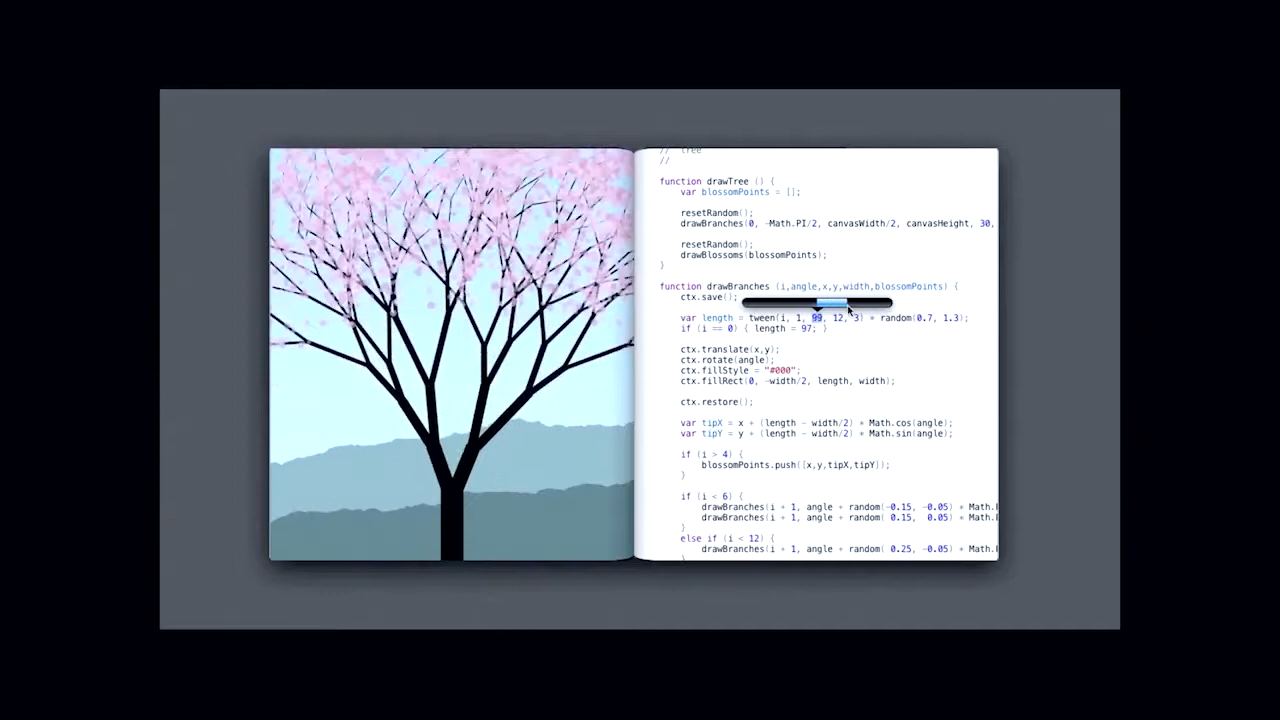 // Tree
//
function drawTree () {
var blossomPoints = [];
resetRandom();
drawBranches(0, -Math.PI/2, canvasWidth/2, canvasHeight, 30,
resetRandom();
drawBlossoms(blossomPoints);
}
function drawBranches (i,angle,x,y,width,blossomPoints) {
ctx.save();
var length = tween(i, 1, 99, 12, 3) * random(0.7, 1.3);
if (i == 0) { length = 97; }
ctx.translate(x,y);
ctx.rotate(angle);
ctx.fillStyle = "#000";
ctx.fillRect(0, -width/2, length, width);
ctx.restore();
var tipX = x + (length - width/2) * Math.cos(angle);
var tipY = y + (length - width/2) * Math.sin(angle);
if (i > 4) {
blossomPoints.push([x,y,tipX,tipY]);
}
if (i < 6) {
drawBranches(i + 1, angle + random(-0.15, -0.05) * Math.
drawBranches(i + 1, angle + random( 0.15, 0.05) * Math.
}
else if (i < 12) {
drawBranches(i + 1, angle + random( 0.25, -0.05) * Math.
}